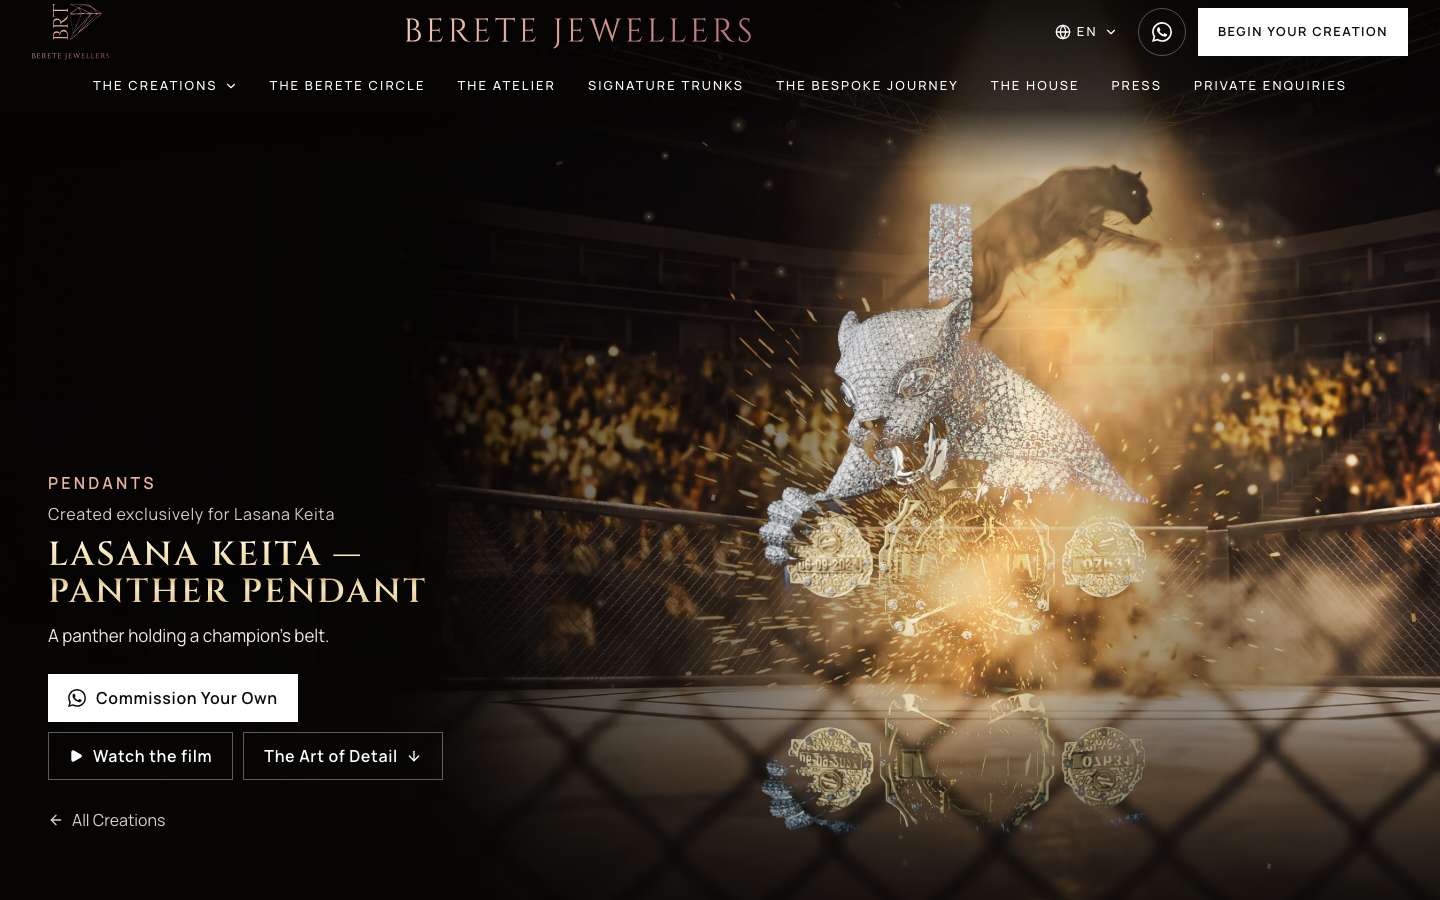 BRT
BERETE JEWELLERS
BERETE JEWELLERS
EN
BEGIN YOUR CREATION
THE CREATIONS
THE BERETE CIRCLE
THE ATELIER
SIGNATURE TRUNKS
THE BESPOKE JOURNEY
THE HOUSE
PRESS
PRIVATE ENQUIRIES
PENDANTS
Created exclusively for Lasana Keita
LASANA KEITA —
PANTHER PENDANT
A panther holding a champion's belt.
Commission Your Own
Watch the film
The Art of Detail
All Creations
07h31